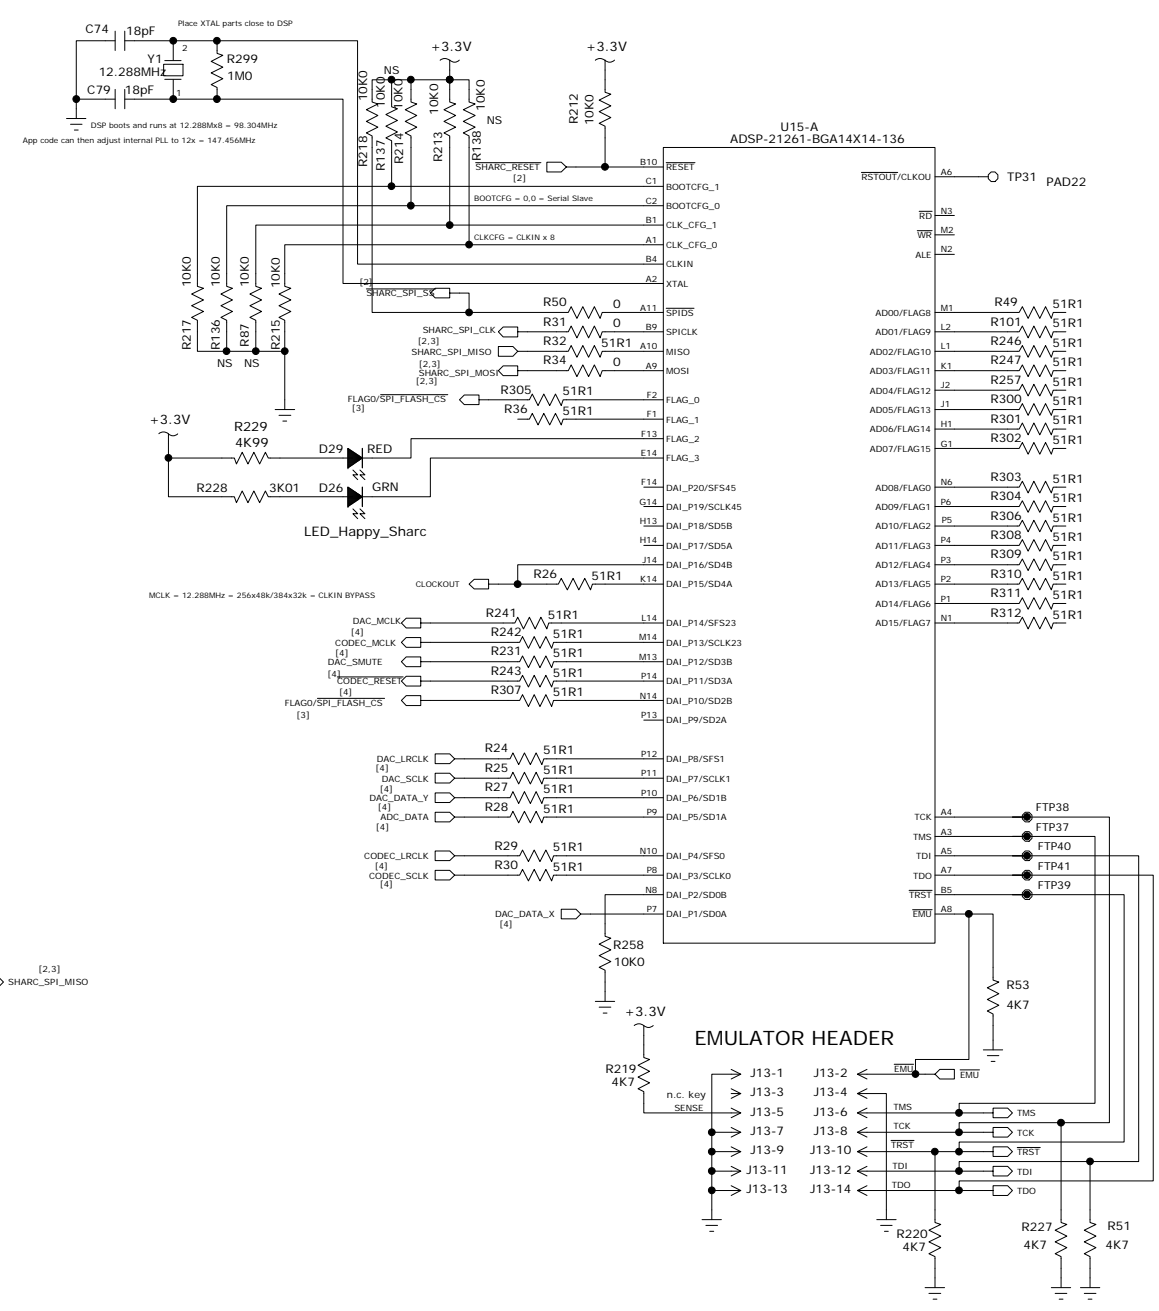 Place XTAL parts close to DSP
C74 18pF
Y1
2
12.288MHz
R299
1M0
C79 18pF
1
DSP boots and runs at 12.288Mx8 = 98.304MHz
App code can then adjust internal PLL to 12x = 147.456MHz
+3.3V
NS
10K0
R218
10K0
R137
10K0
R214
10K0
R213
10K0
R138
NS
+3.3V
R212
10K0
U15-A
ADSP-21261-BGA14X14-136
SHARC_RESET
[2]
B10 RESET
C1 BOOTCFG_1
BOOTCFG = 0,0 = Serial Slave
C2 BOOTCFG_0
B1 CLK_CFG_1
CLKCFG = CLKIN x 8
A1 CLK_CFG_0
B4 CLKIN
A2 XTAL
10K0
R217
10K0
R136
10K0
R87
10K0
R215
NS NS
[2]
SHARC_SPI_SS
R50 0 A11 SPIDS
SHARC_SPI_CLK R31 0 B9 SPICLK
[2,3]
SHARC_SPI_MISO R32 51R1 A10 MISO
[2,3]
SHARC_SPI_MOSI R34 0 A9 MOSI
[2,3]
FLAG0/SPI_FLASH_CS R305 51R1 F2 FLAG_0
[3]
R36 51R1 F1 FLAG_1
F13 FLAG_2
E14 FLAG_3
+3.3V
R229
4K99
D29 RED
R228 3K01 D26 GRN
LED_Happy_Sharc
F14 DAI_P20/SFS45
G14 DAI_P19/SCLK45
H13 DAI_P18/SD5B
H14 DAI_P17/SD5A
J14 DAI_P16/SD4B
CLOCKOUT R26 51R1 K14 DAI_P15/SD4A
MCLK = 12.288MHz = 256x48k/384x32k = CLKIN BYPASS
DAC_MCLK R241 51R1 L14 DAI_P14/SFS23
[4]
CODEC_MCLK R242 51R1 M14 DAI_P13/SCLK23
[4]
DAC_SMUTE R231 51R1 M13 DAI_P12/SD3B
[4]
CODEC_RESET R243 51R1 P14 DAI_P11/SD3A
[4]
FLAG0/SPI_FLASH_CS R307 51R1 N14 DAI_P10/SD2B
[3]
P13 DAI_P9/SD2A
DAC_LRCLK R24 51R1 P12 DAI_P8/SFS1
[4]
DAC_SCLK R25 51R1 P11 DAI_P7/SCLK1
[4]
DAC_DATA_Y R27 51R1 P10 DAI_P6/SD1B
[4]
ADC_DATA R28 51R1 P9 DAI_P5/SD1A
[4]
CODEC_LRCLK R29 51R1 N10 DAI_P4/SFS0
[4]
CODEC_SCLK R30 51R1 P8 DAI_P3/SCLK0
[4]
N8 DAI_P2/SD0B
DAC_DATA_X P7 DAI_P1/SD0A
[4]
R258
10K0
RSTOUT/CLKOU A6 TP31 PAD22
RD N3
WR M2
ALE N2
AD00/FLAG8 M1 R49 51R1
AD01/FLAG9 L2 R101 51R1
AD02/FLAG10 L1 R246 51R1
AD03/FLAG11 K1 R247 51R1
AD04/FLAG12 J2 R257 51R1
AD05/FLAG13 J1 R300 51R1
AD06/FLAG14 H1 R301 51R1
AD07/FLAG15 G1 R302 51R1
AD08/FLAG0 N6 R303 51R1
AD09/FLAG1 P6 R304 51R1
AD10/FLAG2 P5 R306 51R1
AD11/FLAG3 P4 R308 51R1
AD12/FLAG4 P3 R309 51R1
AD13/FLAG5 P2 R310 51R1
AD14/FLAG6 P1 R311 51R1
AD15/FLAG7 N1 R312 51R1
TCK A4 FTP38
TMS A3 FTP37
TDI A5 FTP40
TDO A7 FTP41
TRST B5 FTP39
EMU A8
R53
4K7
[2,3]
SHARC_SPI_MISO
+3.3V
EMULATOR HEADER
R219
4K7
J13-1 J13-2 EMU EMU
n.c. key J13-3 J13-4
SENSE J13-5 J13-6 TMS TMS
J13-7 J13-8 TCK TCK
J13-9 J13-10 TRST TRST
J13-11 J13-12 TDI TDI
J13-13 J13-14 TDO TDO
R220
4K7
R227
4K7
R51
4K7